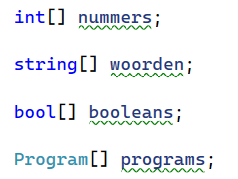 int[] nummers;
string[] woorden;
bool[] booleans;
Program[] programs;